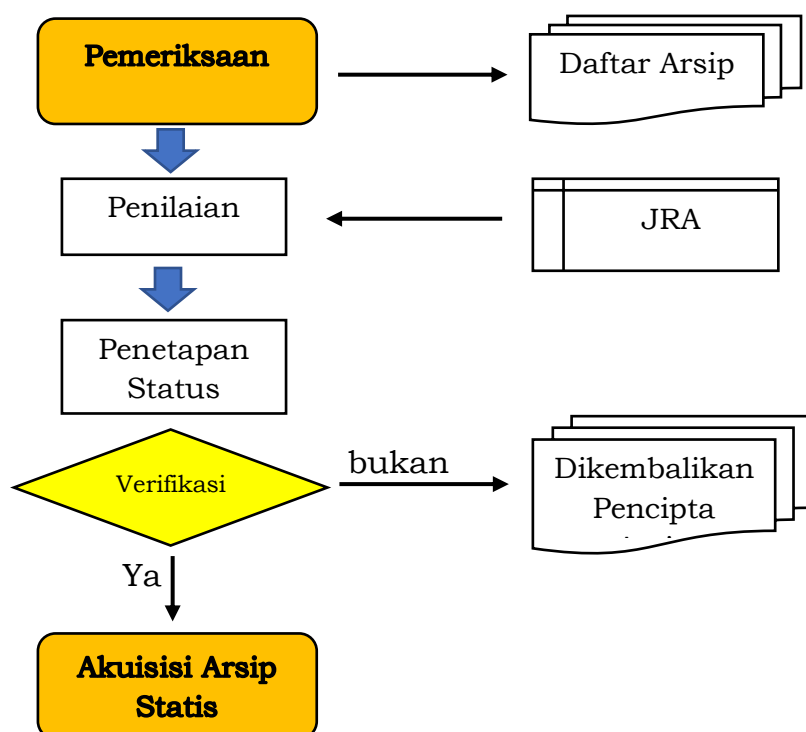 Pemeriksaan
Daftar Arsip
Penilaian
JRA
Penetapan
Status
Verifikasi
bukan
Dikembalikan
Pencipta
Ya
Akuisisi Arsip
Statis